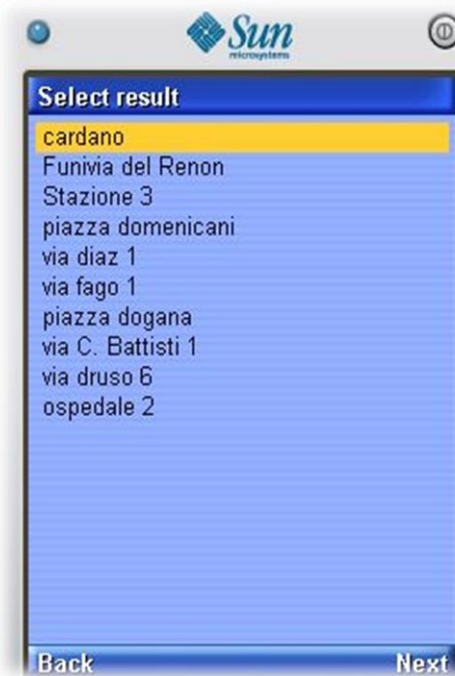 Sun
microsystems
Select result
cardano
Funivia del Renon
Stazione 3
piazza domenicani
via diaz 1
via fago 1
piazza dogana
via C. Battisti 1
via druso 6
ospedale 2
Back Next